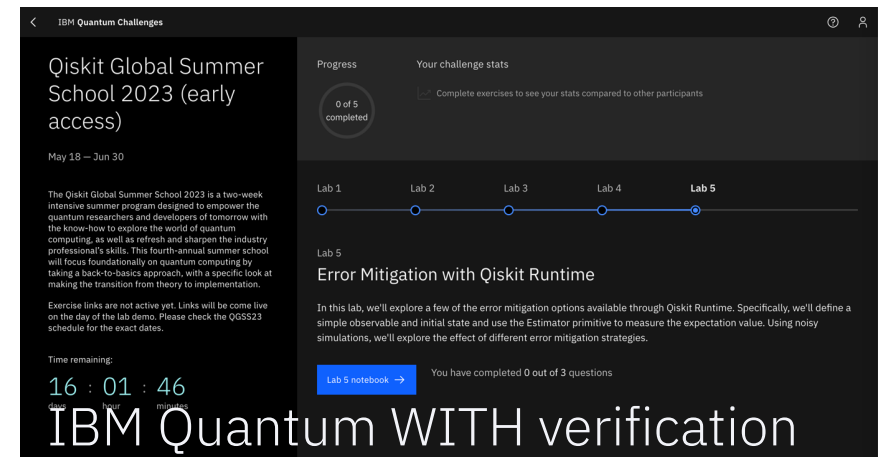 IBM Quantum Challenges
Qiskit Global Summer
School 2023 (early
access)
May 18 — Jun 30
The Qiskit Global Summer School 2023 is a two-week
intensive summer program designed to empower the
quantum researchers and developers of tomorrow with
the know-how to explore the world of quantum
computing, as well as refresh and sharpen the industry
professional's skills. This fourth-annual summer school
will focus foundationally on quantum computing by
taking a back-to-basics approach, with a specific look at
making the transition from theory to implementation.
Exercise links are not active yet. Links will be come live
on the day of the lab demo. Please check the QGSS23
schedule for the exact dates.
Time remaining:
16 : 01 : 46
days hour minutes
Progress
0 of 5
completed
Your challenge stats
Complete exercises to see your stats compared to other participants
Lab 1 Lab 2 Lab 3 Lab 4 Lab 5
Lab 5
Error Mitigation with Qiskit Runtime
In this lab, we'll explore a few of the error mitigation options available through Qiskit Runtime. Specifically, we'll define a
simple observable and initial state and use the Estimator primitive to measure the expectation value. Using noisy
simulations, we'll explore the effect of different error mitigation strategies.
Lab 5 notebook →
You have completed 0 out of 3 questions
IBM Quantum WITH verification